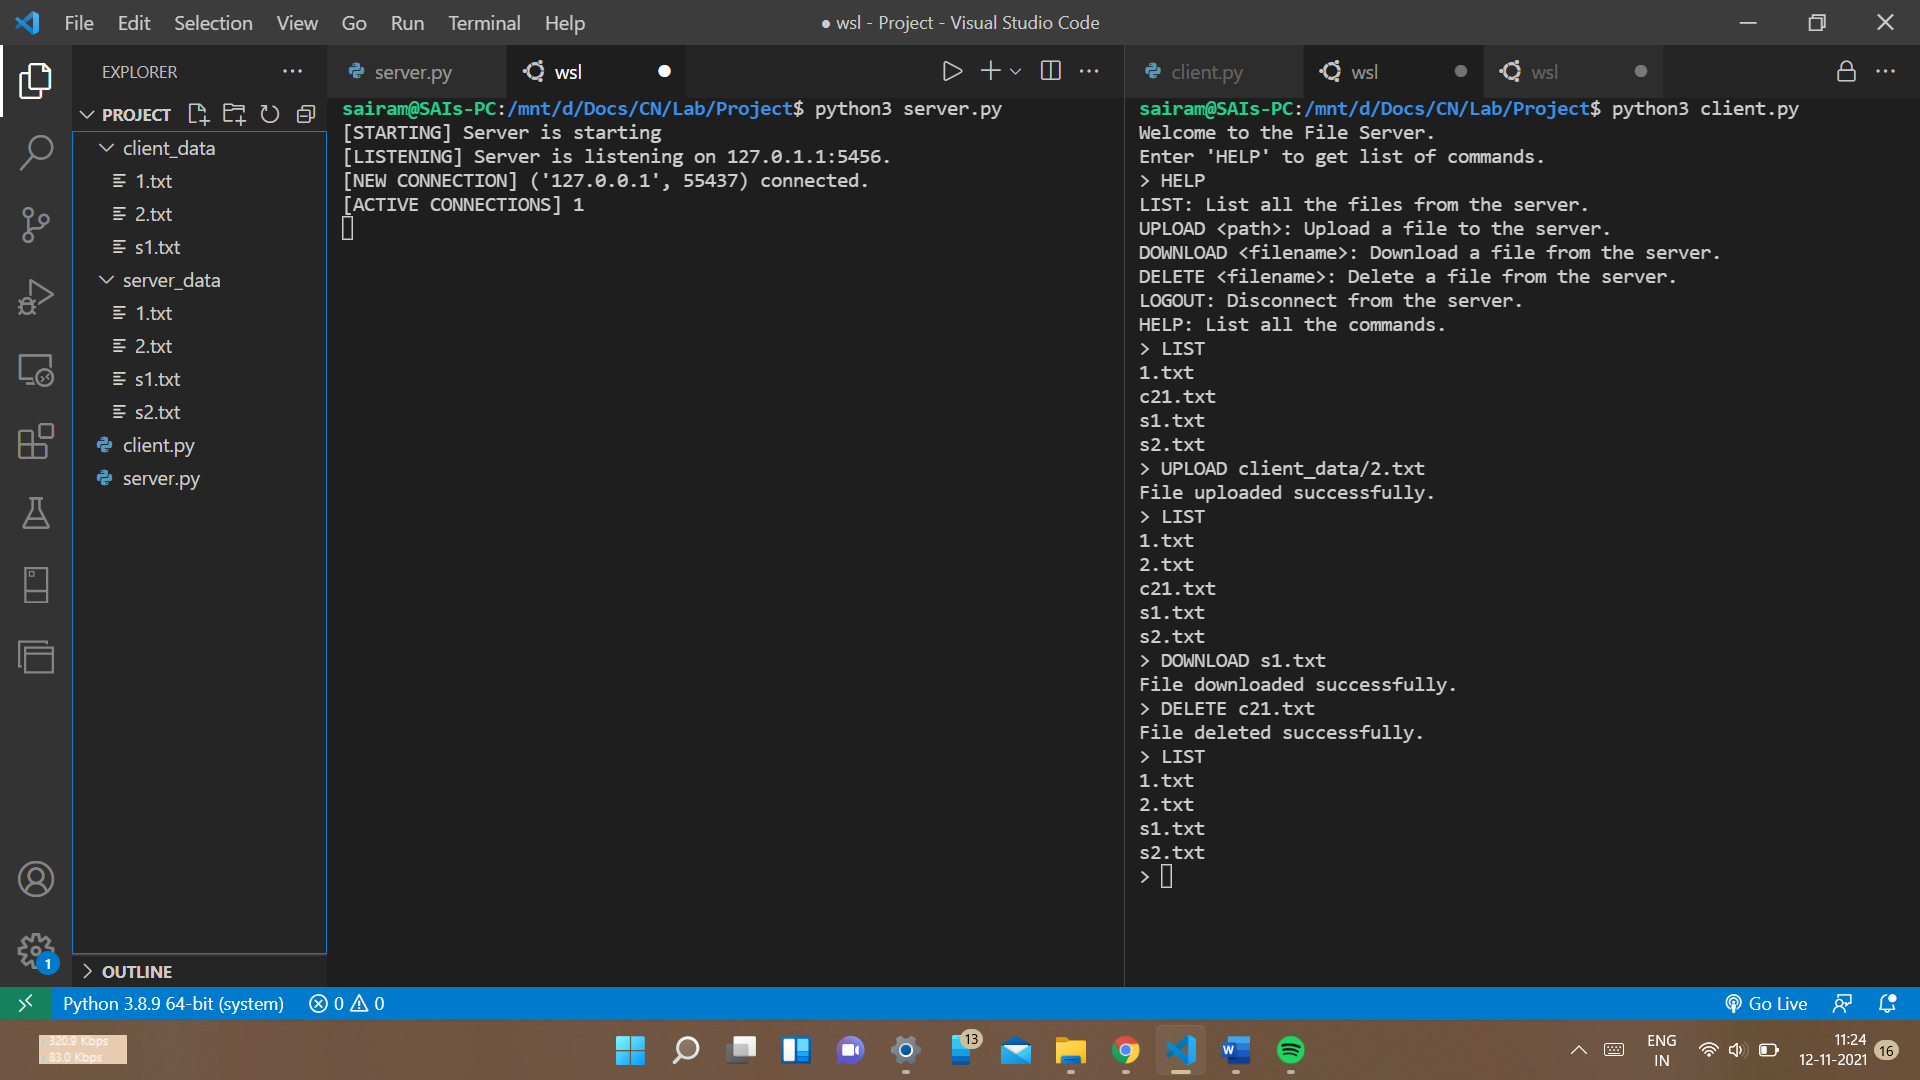 File Edit Selection View Go Run Terminal Help
● wsl - Project - Visual Studio Code
EXPLORER
PROJECT
client_data
1.txt
2.txt
s1.txt
server_data
1.txt
2.txt
s1.txt
s2.txt
client.py
server.py
OUTLINE
1
server.py
wsl
sairam@SAIs-PC:/mnt/d/Docs/CN/Lab/Project$ python3 server.py
[STARTING] Server is starting
[LISTENING] Server is listening on 127.0.1.1:5456.
[NEW CONNECTION] ('127.0.0.1', 55437) connected.
[ACTIVE CONNECTIONS] 1
client.py
wsl
wsl
sairam@SAIs-PC:/mnt/d/Docs/CN/Lab/Project$ python3 client.py
Welcome to the File Server.
Enter 'HELP' to get list of commands.
> HELP
LIST: List all the files from the server.
UPLOAD <path>: Upload a file to the server.
DOWNLOAD <filename>: Download a file from the server.
DELETE <filename>: Delete a file from the server.
LOGOUT: Disconnect from the server.
HELP: List all the commands.
> LIST
1.txt
c21.txt
s1.txt
s2.txt
> UPLOAD client_data/2.txt
File uploaded successfully.
> LIST
1.txt
2.txt
c21.txt
s1.txt
s2.txt
> DOWNLOAD s1.txt
File downloaded successfully.
> DELETE c21.txt
File deleted successfully.
> LIST
1.txt
2.txt
s1.txt
s2.txt
>
Python 3.8.9 64-bit (system) 0 0
Go Live
320.9 Kbps
83.0 Kbps
13
W
ENG
IN
11:24
12-11-2021
16